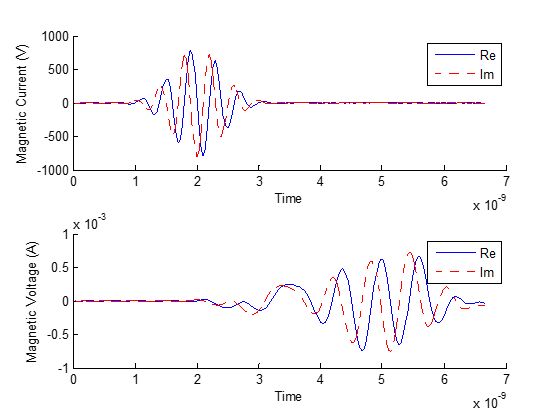 1000
500
0
-500
-1000
Magnetic Current (V)
Re
Im
0 1 2 3 4 5 6 7
Time
x 10^-9
x 10^-3
1
0.5
0
-0.5
-1
Magnetic Voltage (A)
Re
Im
0 1 2 3 4 5 6 7
Time
x 10^-9